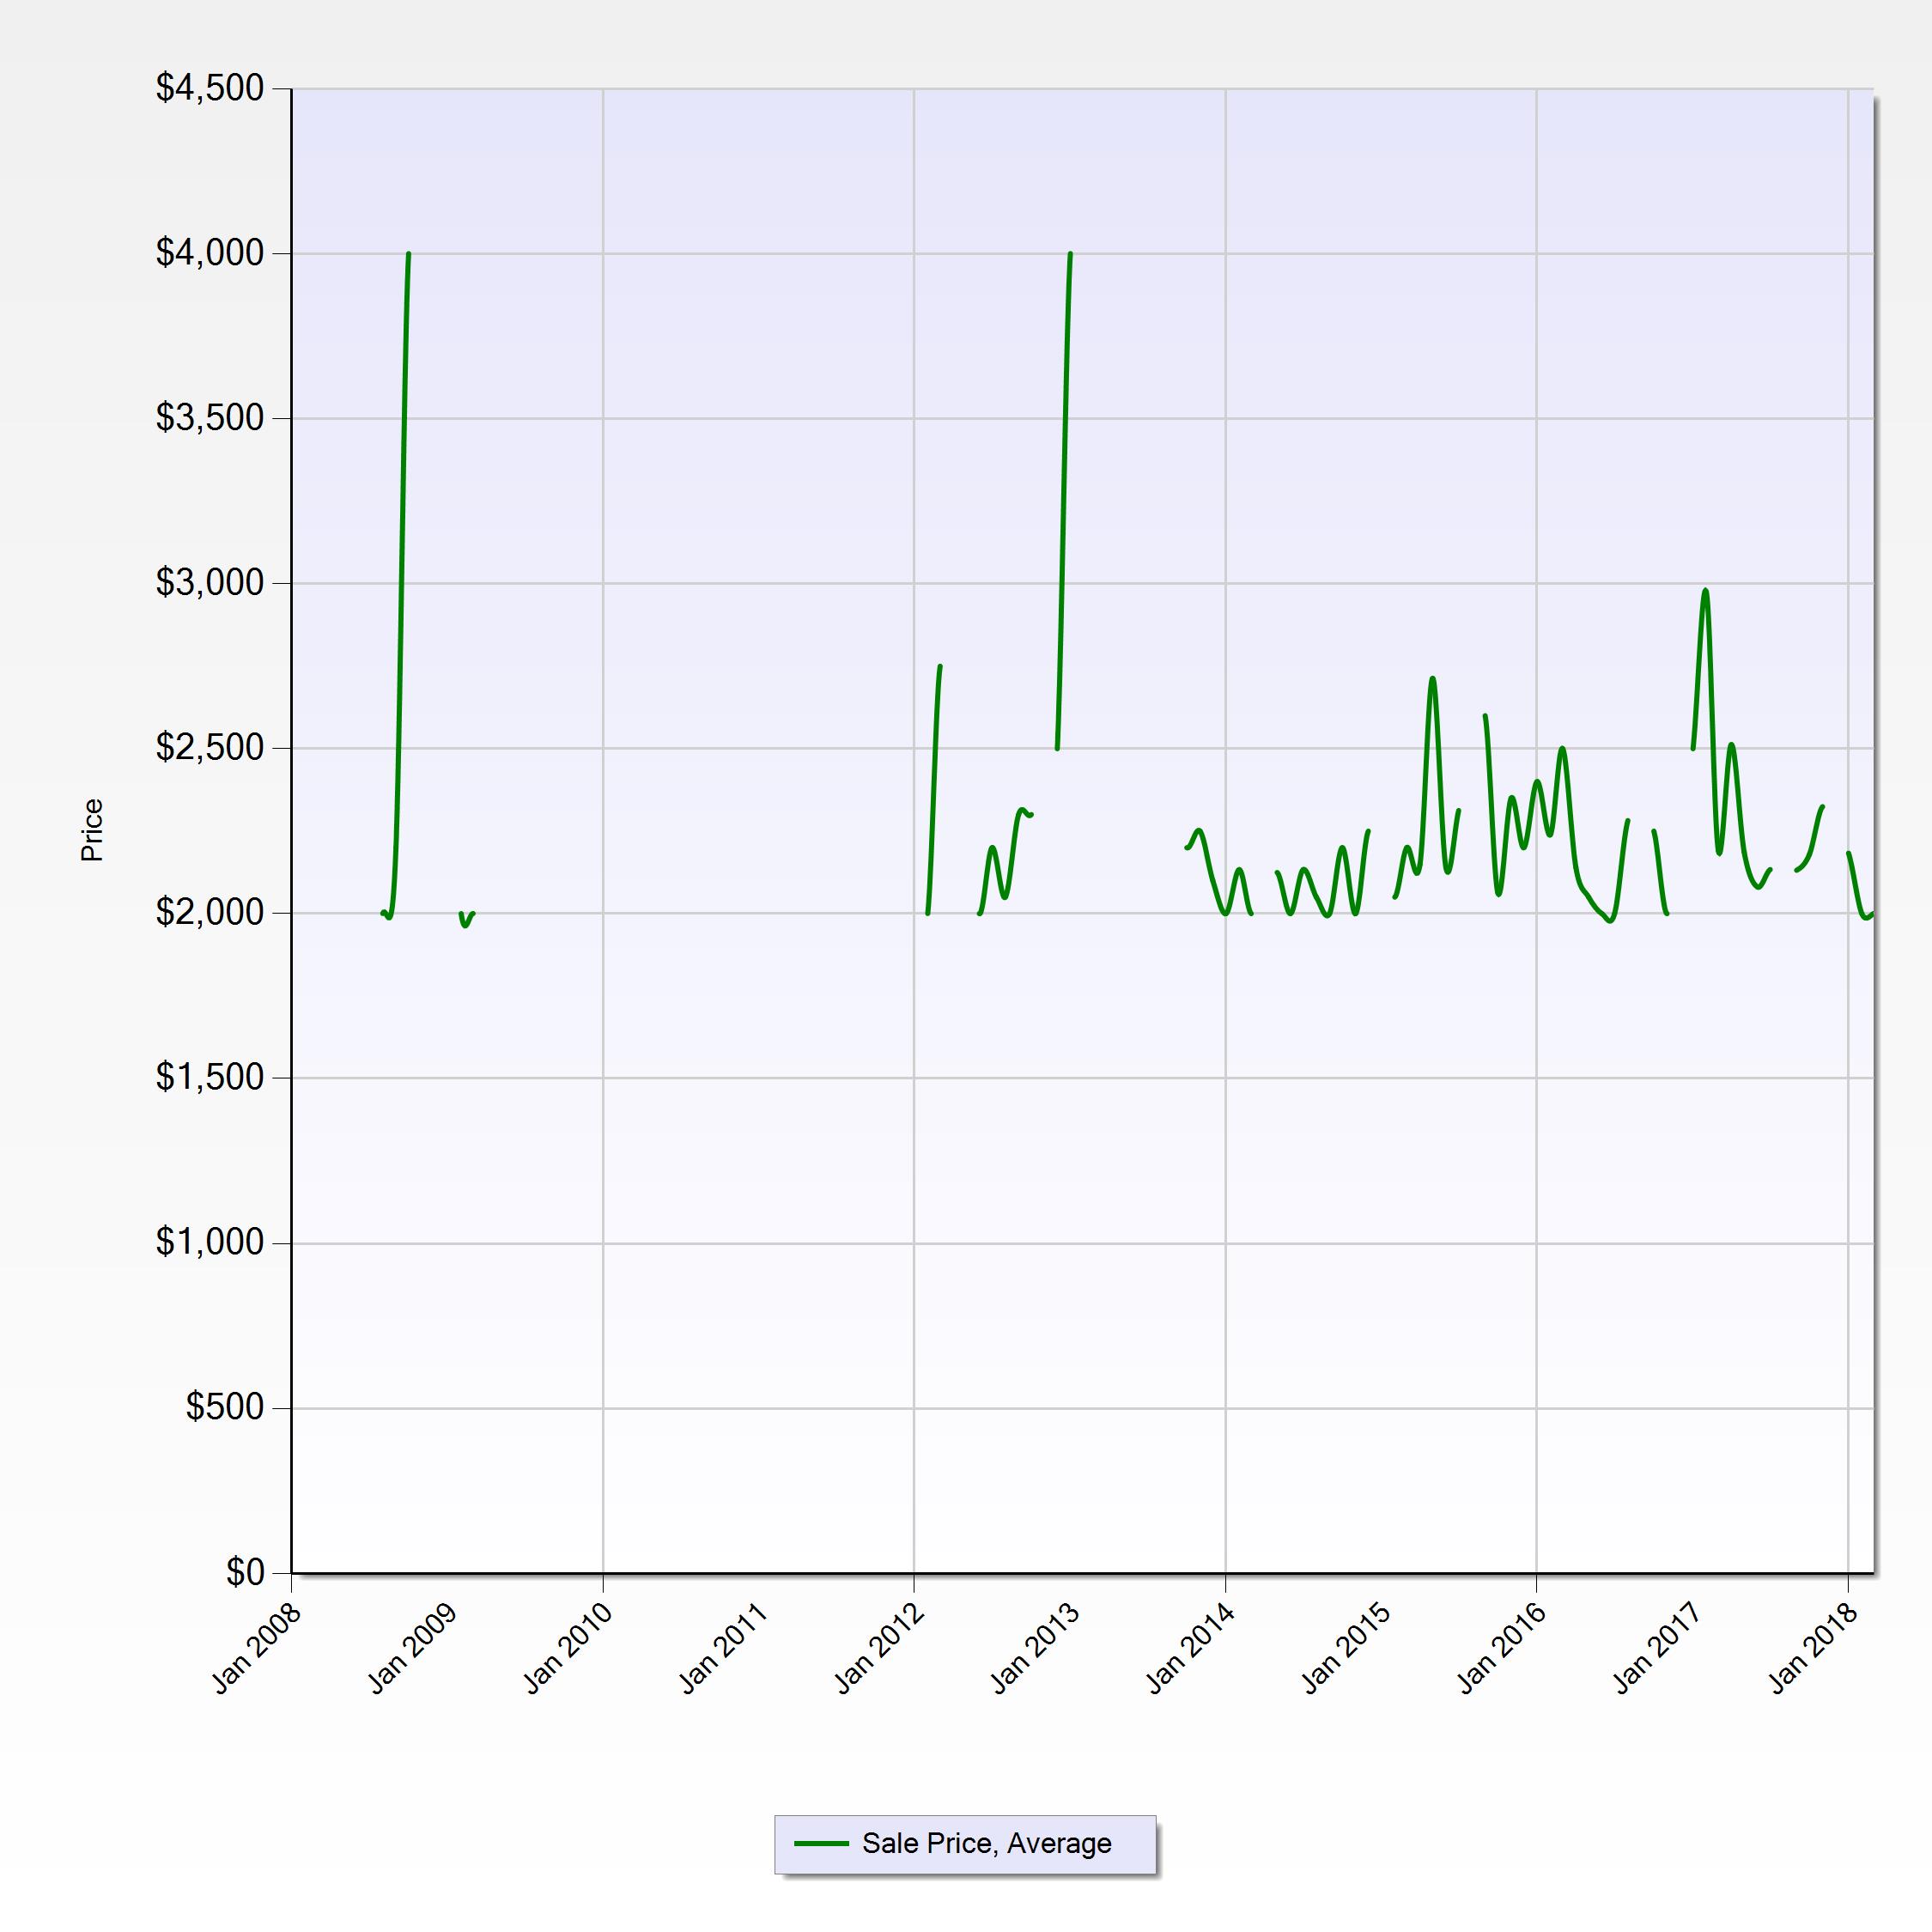 $4,500
$4,000
$3,500
$3,000
$2,500
$2,000
$1,500
$1,000
$500
$0
Price
Jan 2008
Jan 2009
Jan 2010
Jan 2011
Jan 2012
Jan 2013
Jan 2014
Jan 2015
Jan 2016
Jan 2017
Jan 2018
Sale Price, Average